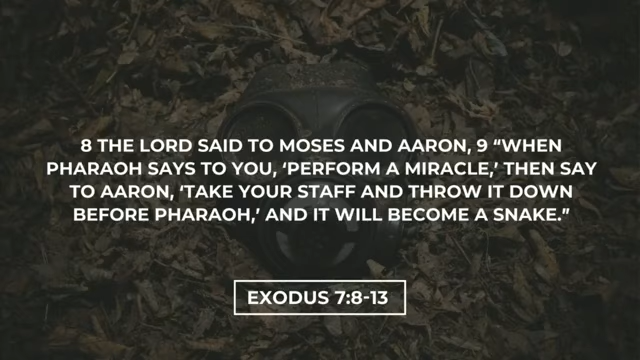 8 THE LORD SAID TO MOSES AND AARON, 9 “WHEN
PHARAOH SAYS TO YOU, ‘PERFORM A MIRACLE,’ THEN SAY
TO AARON, ‘TAKE YOUR STAFF AND THROW IT DOWN
BEFORE PHARAOH,’ AND IT WILL BECOME A SNAKE.”
EXODUS 7:8-13